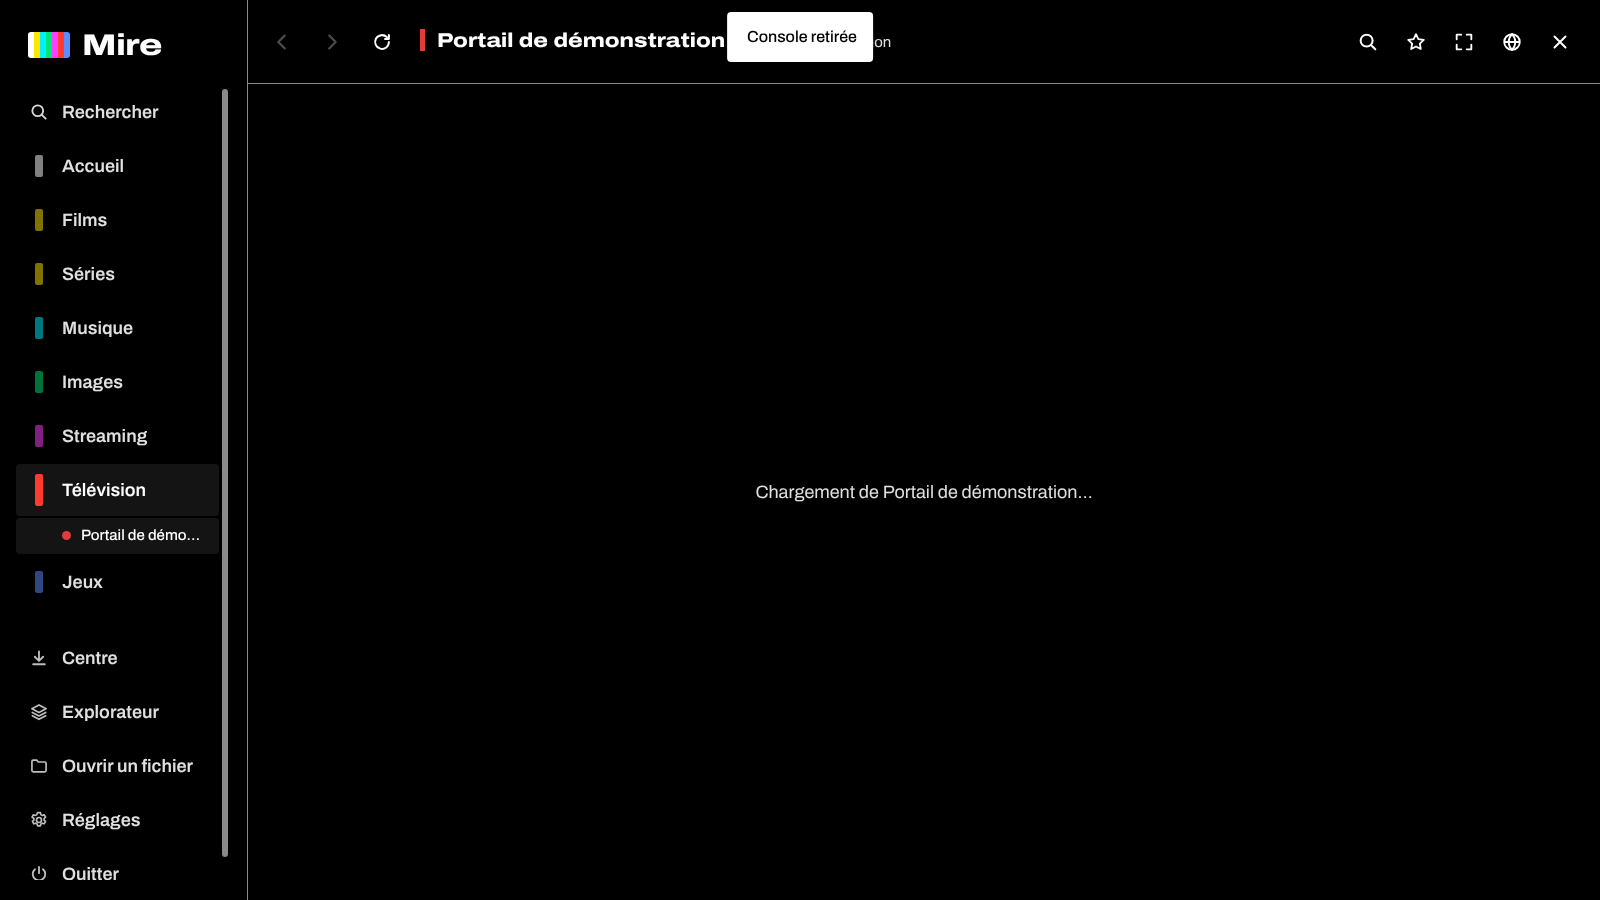 Mire
Rechercher
Accueil
Films
Séries
Musique
Images
Streaming
Télévision
Portail de démo...
Jeux
Centre
Explorateur
Ouvrir un fichier
Réglages
Quitter
Portail de démonstration
Console retirée
on
Chargement de Portail de démonstration...